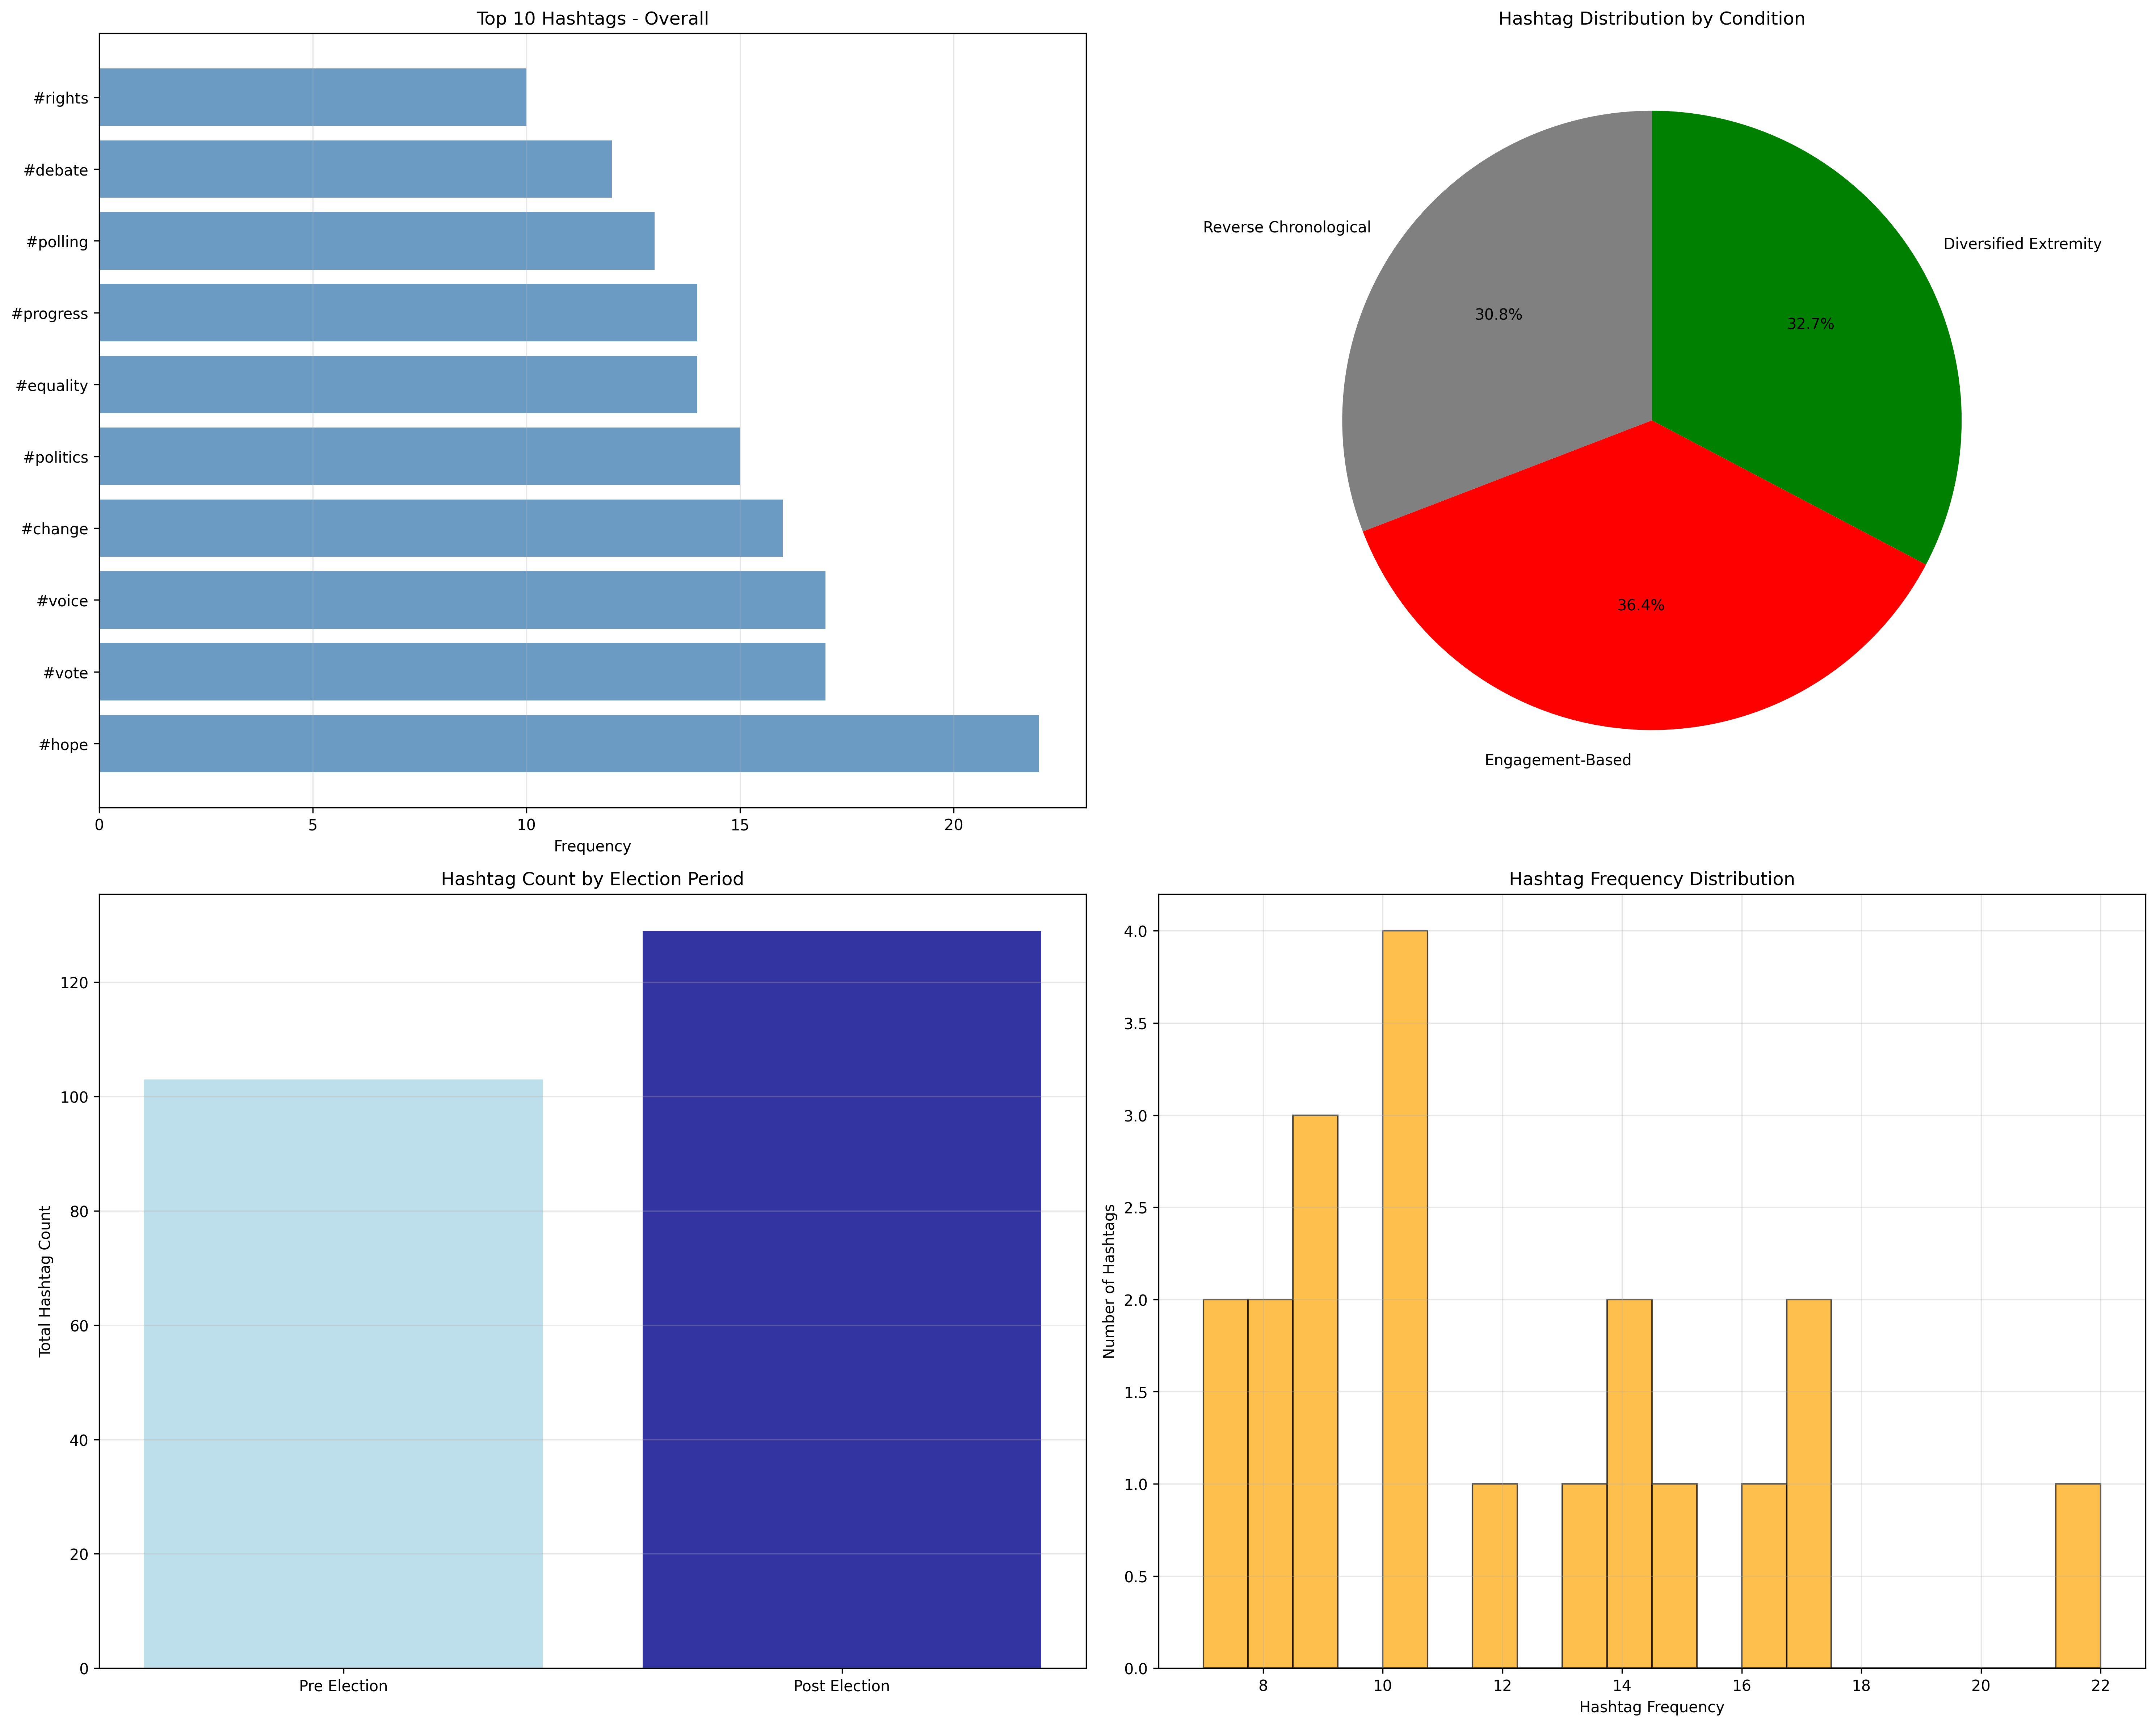 Top 10 Hashtags - Overall
#rights
#debate
#polling
#progress
#equality
#politics
#change
#voice
#vote
#hope
0 5 10 15 20
Frequency
Hashtag Distribution by Condition
Reverse Chronological
30.8%
Diversified Extremity
32.7%
36.4%
Engagement-Based
Hashtag Count by Election Period
Total Hashtag Count
120
100
80
60
40
20
0
Pre Election Post Election
Hashtag Frequency Distribution
Number of Hashtags
4.0
3.5
3.0
2.5
2.0
1.5
1.0
0.5
0.0
8 10 12 14 16 18 20 22
Hashtag Frequency